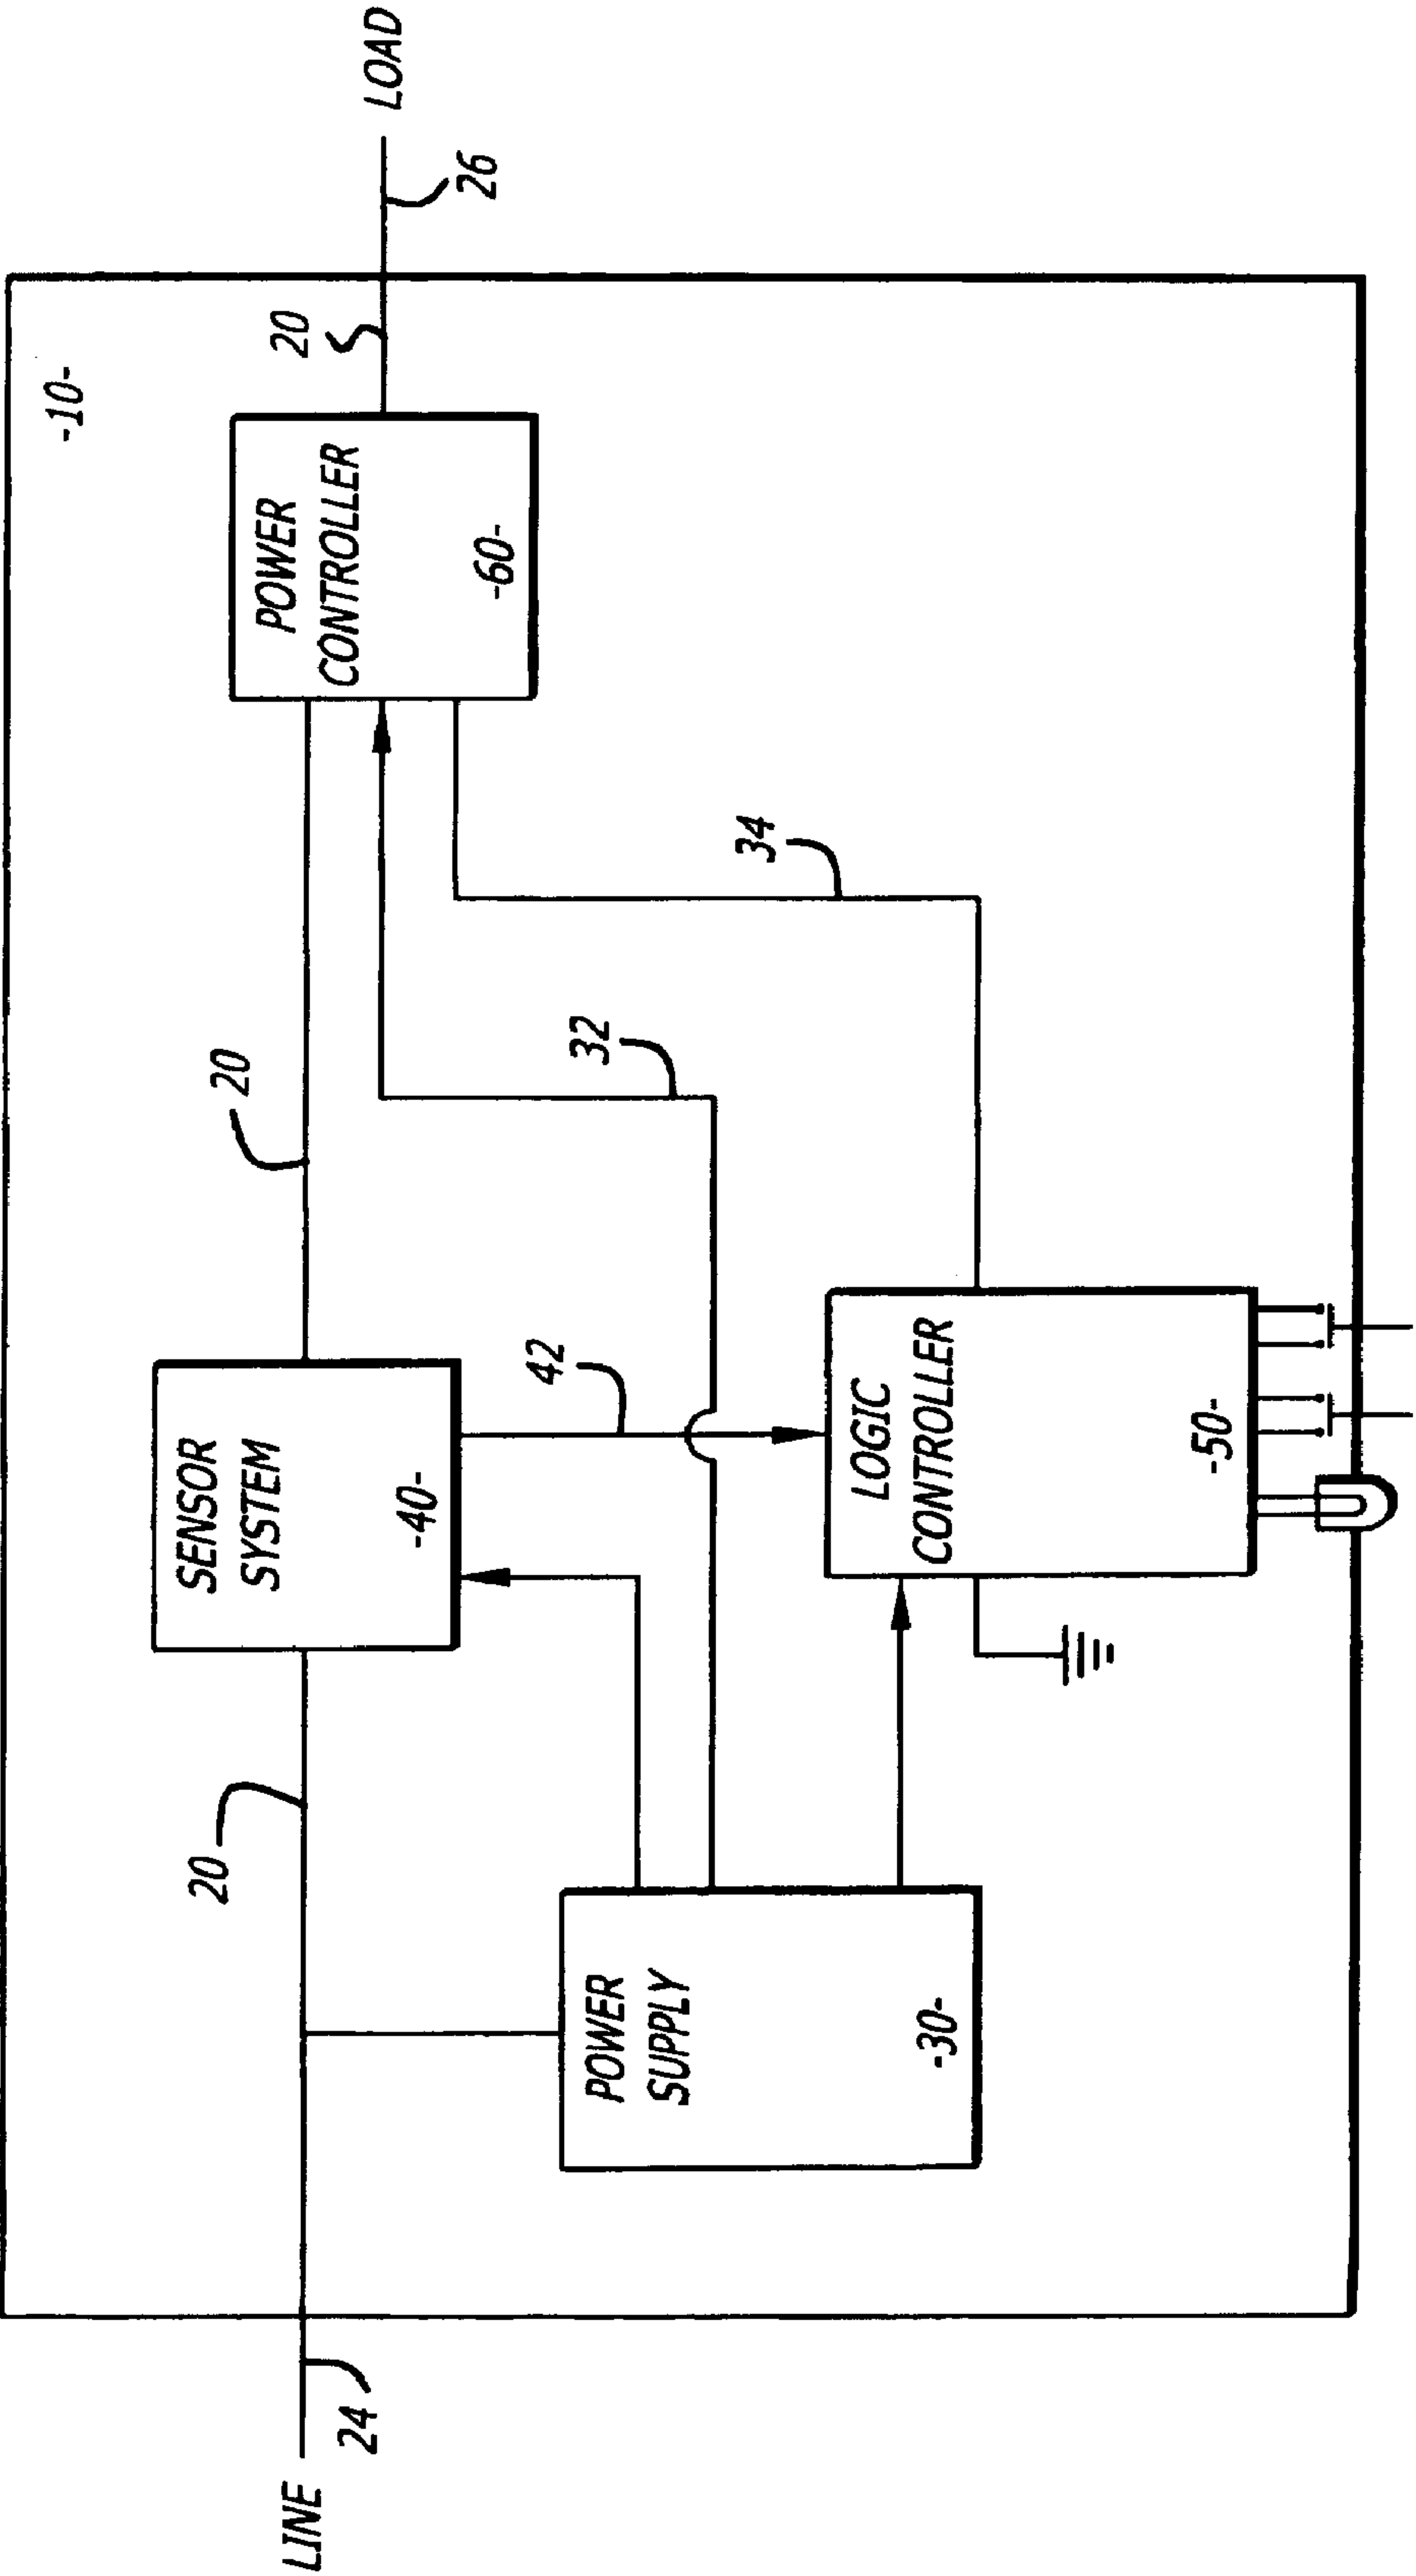 -10-
LINE
24
20
SENSOR
SYSTEM
-40-
20
POWER
CONTROLLER
-60-
20
LOAD
26
POWER
SUPPLY
-30-
42
32
34
LOGIC
CONTROLLER
-50-